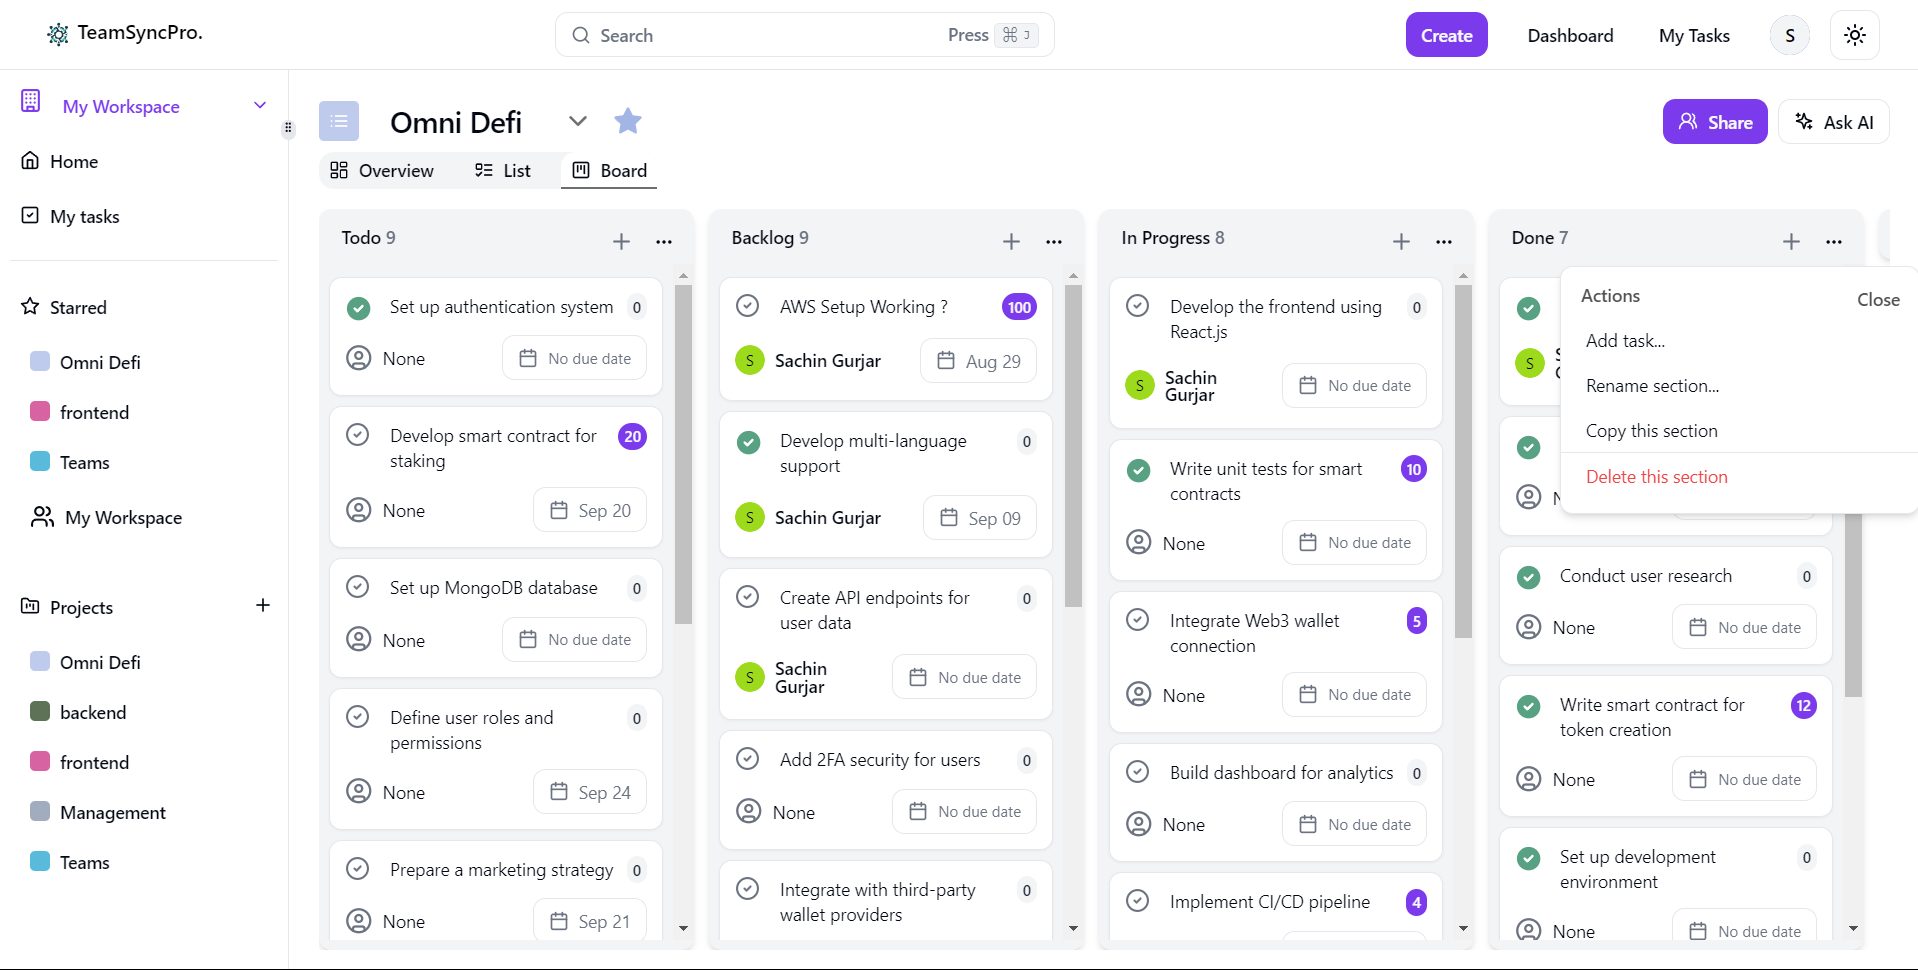 TeamSyncPro.
Search
Press ⌘ J
Create
Dashboard
My Tasks
S
My Workspace
Home
My tasks
Starred
Omni Defi
frontend
Teams
My Workspace
Projects
Omni Defi
backend
frontend
Management
Teams
Omni Defi
Share
Ask AI
Overview
List
Board
Todo 9
Set up authentication system
0
None
No due date
Develop smart contract for
staking
20
None
Sep 20
Set up MongoDB database
0
None
No due date
Define user roles and
permissions
0
None
Sep 24
Prepare a marketing strategy
0
None
Sep 21
Backlog 9
AWS Setup Working ?
100
S
Sachin Gurjar
Aug 29
Develop multi-language
support
0
S
Sachin Gurjar
Sep 09
Create API endpoints for
user data
0
S
Sachin
Gurjar
No due date
Add 2FA security for users
0
None
No due date
Integrate with third-party
wallet providers
0
In Progress 8
Develop the frontend using
React.js
0
S
Sachin
Gurjar
No due date
Write unit tests for smart
contracts
10
None
No due date
Integrate Web3 wallet
connection
5
None
No due date
Build dashboard for analytics
0
None
No due date
Implement CI/CD pipeline
4
Done 7
S
Actions
Close
Add task...
Rename section...
Copy this section
Delete this section
Conduct user research
0
None
No due date
Write smart contract for
token creation
12
None
No due date
Set up development
environment
0
None
No due date